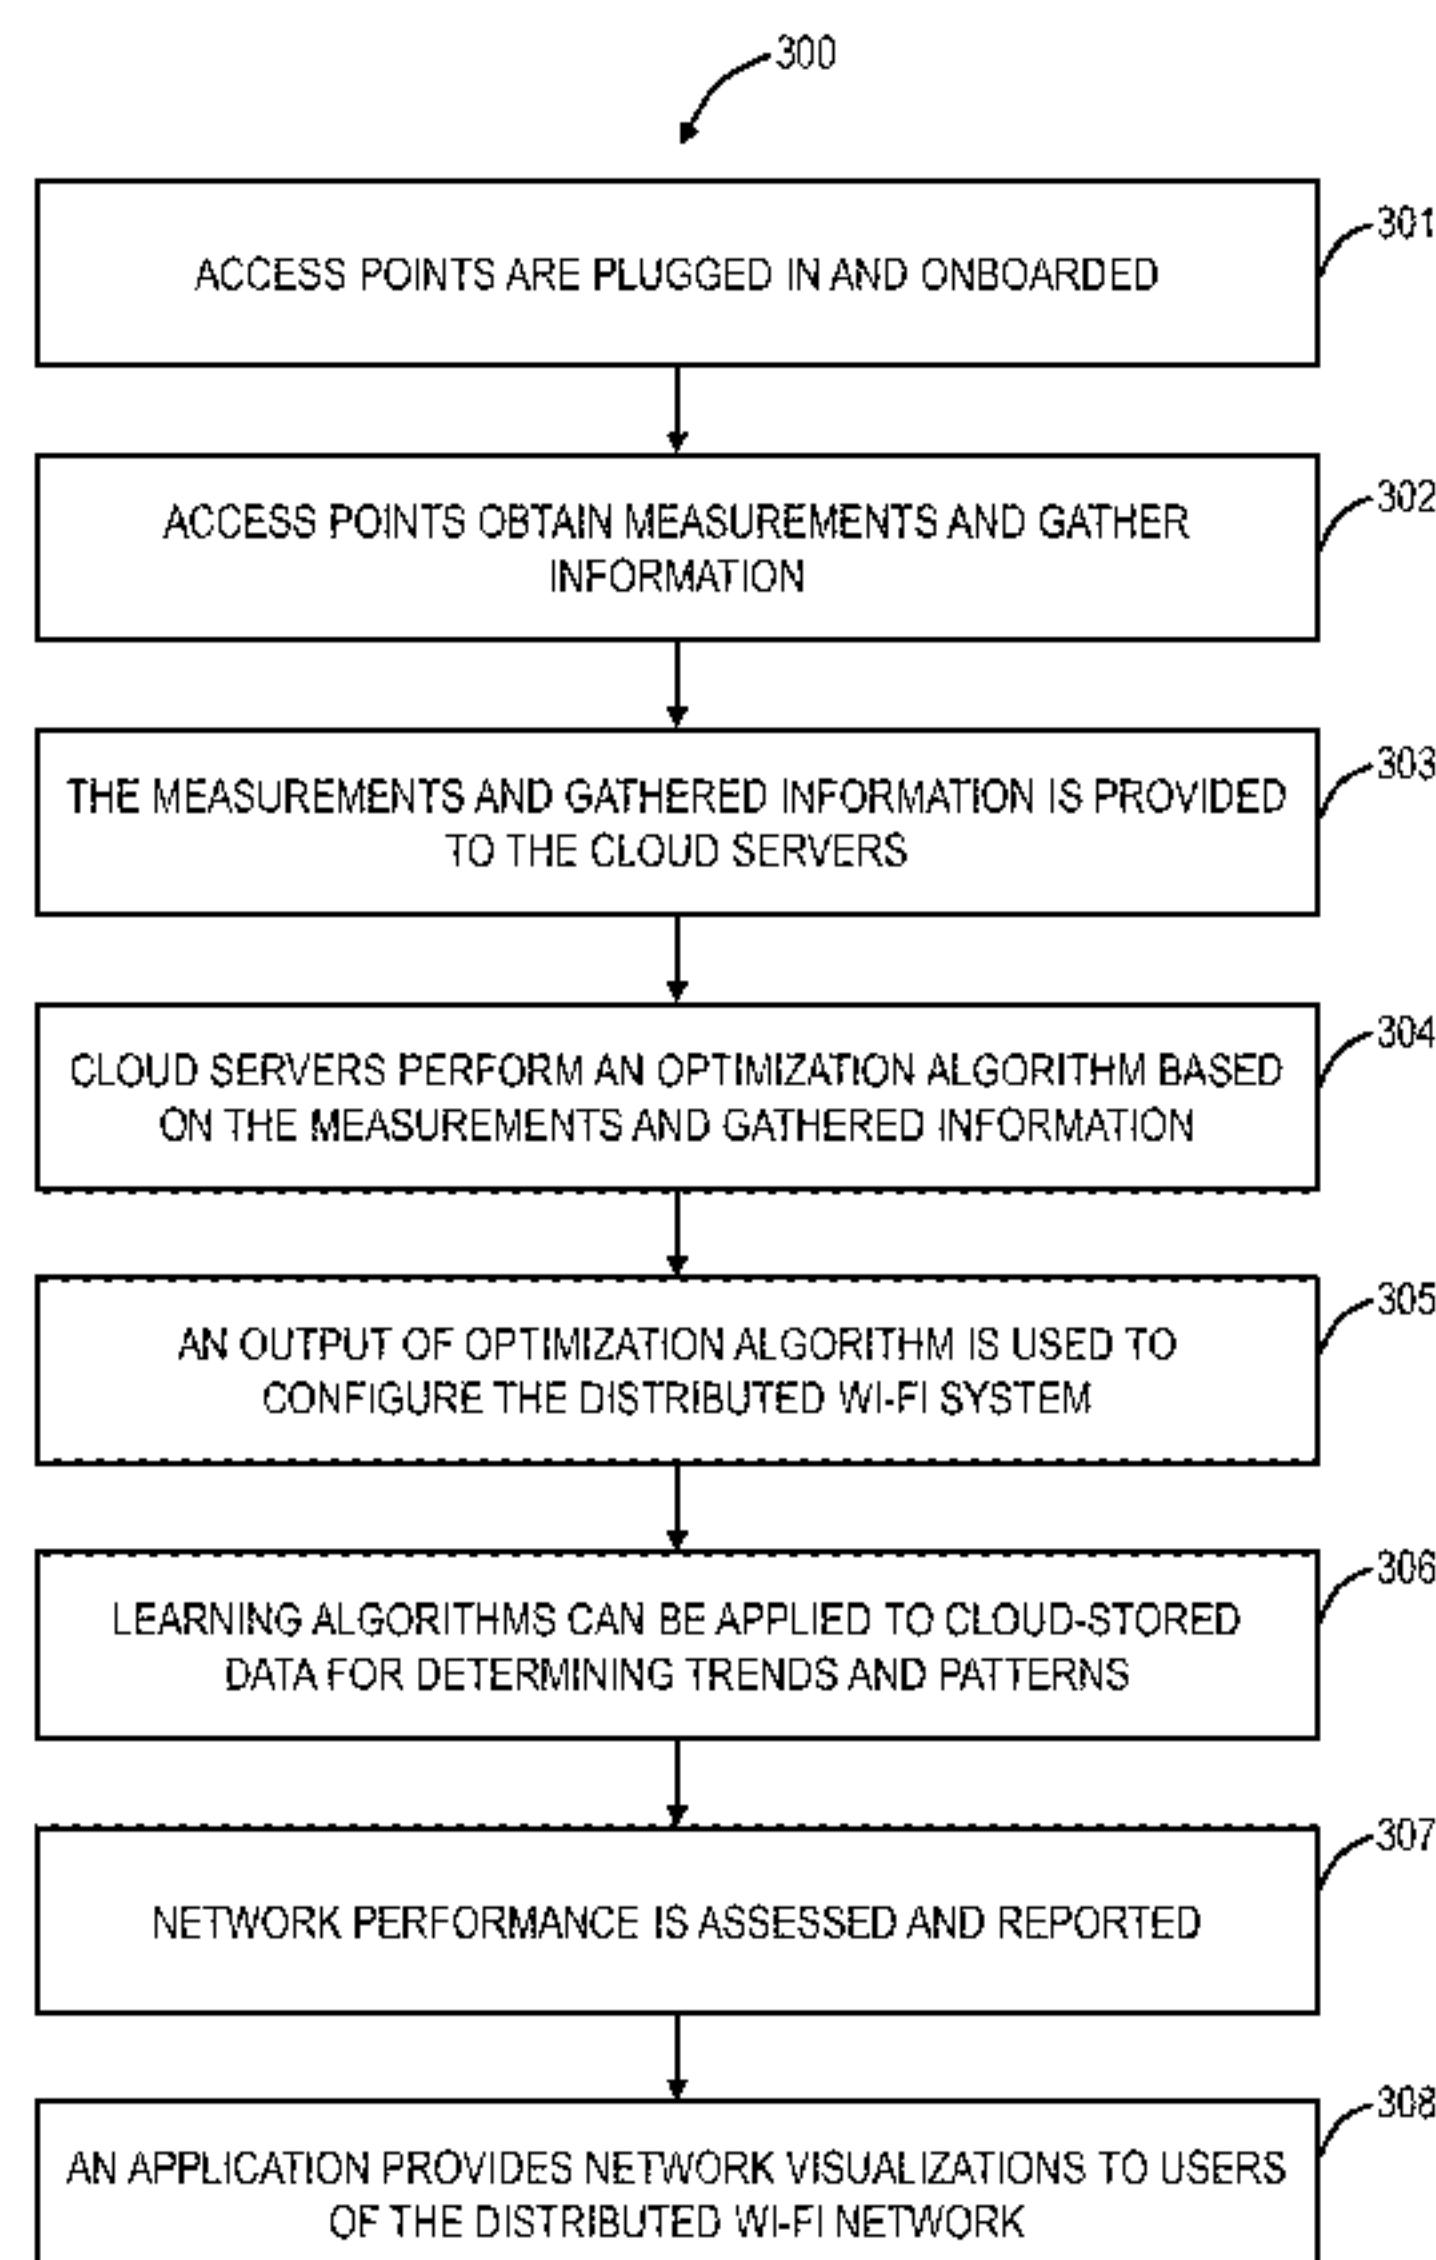 300
301
ACCESS POINTS ARE PLUGGED IN AND ONBOARDED
302
ACCESS POINTS OBTAIN MEASUREMENTS AND GATHER
INFORMATION
303
THE MEASUREMENTS AND GATHERED INFORMATION IS PROVIDED
TO THE CLOUD SERVERS
304
CLOUD SERVERS PERFORM AN OPTIMIZATION ALGORITHM BASED
ON THE MEASUREMENTS AND GATHERED INFORMATION
305
AN OUTPUT OF OPTIMIZATION ALGORITHM IS USED TO
CONFIGURE THE DISTRIBUTED WI-FI SYSTEM
306
LEARNING ALGORITHMS CAN BE APPLIED TO CLOUD-STORED
DATA FOR DETERMINING TRENDS AND PATTERNS
307
NETWORK PERFORMANCE IS ASSESSED AND REPORTED
308
AN APPLICATION PROVIDES NETWORK VISUALIZATIONS TO USERS
OF THE DISTRIBUTED WI-FI NETWORK